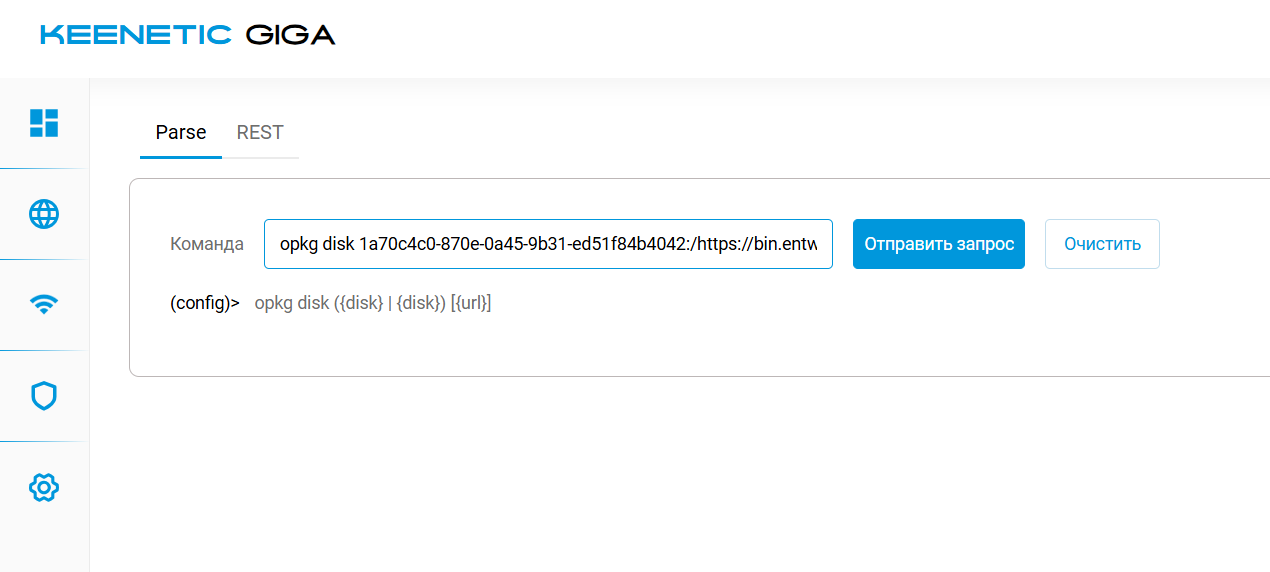 KEENETIC GIGA
Parse REST
Команда opkg disk 1a70c4c0-870e-0a45-9b31-ed51f84b4042:/https://bin.entw Отправить запрос Очистить
(config)> opkg disk ({disk} | {disk}) [{url}]